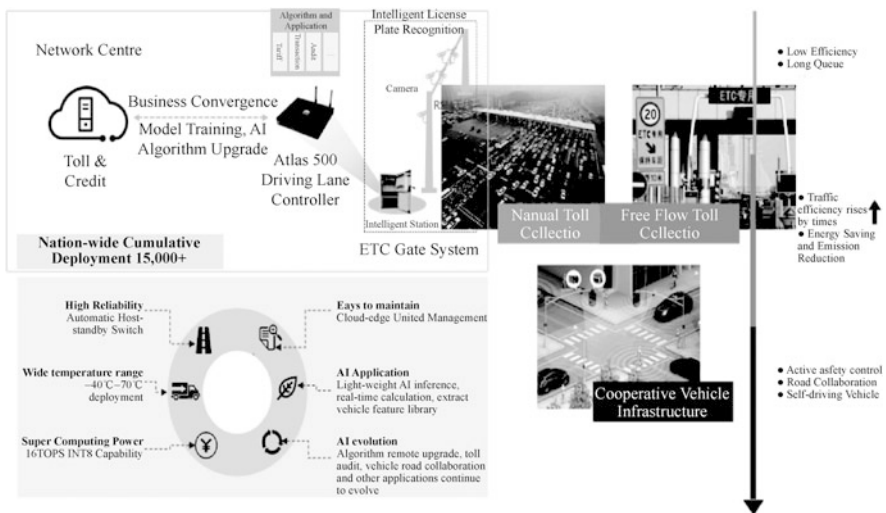 Algorithm and
Application
Tariff
Transaction
Audit
Intelligent License
Plate Recognition
Camera
Network Centre
Business Convergence
Model Training, AI
Algorithm Upgrade
Toll &
Credit
Atlas 500
Driving Lane
Controller
Intelligent Station
ETC Gate System
Nation-wide Cumulative
Deployment 15,000+
Nanual Toll
Ccllectio
Free Flow Toll
Ccllectio
20
● Low Efficiency
● Long Queue
● Traffic
efficiency rises
by times
● Energy Saving
and Emission
Reduction
Cooperative Vehicle
Infrastructure
● Active asfety control
● Road Collaboration
● Self-driving Vehicle
High Reliability
Automatic Host-
standby Switch
Eays to maintain
Cloud-edge United Management
Wide temperature range
−40℃–70℃
deployment
AI Application
Light-weight AI inference,
real-time calculation, extract
vehicle feature library
Super Computing Power
16TOPS INT8 Capability
¥
AI evolution
Algorithm remote upgrade, toll
audit, vehicle road collaboration
and other applications continue
to evolve